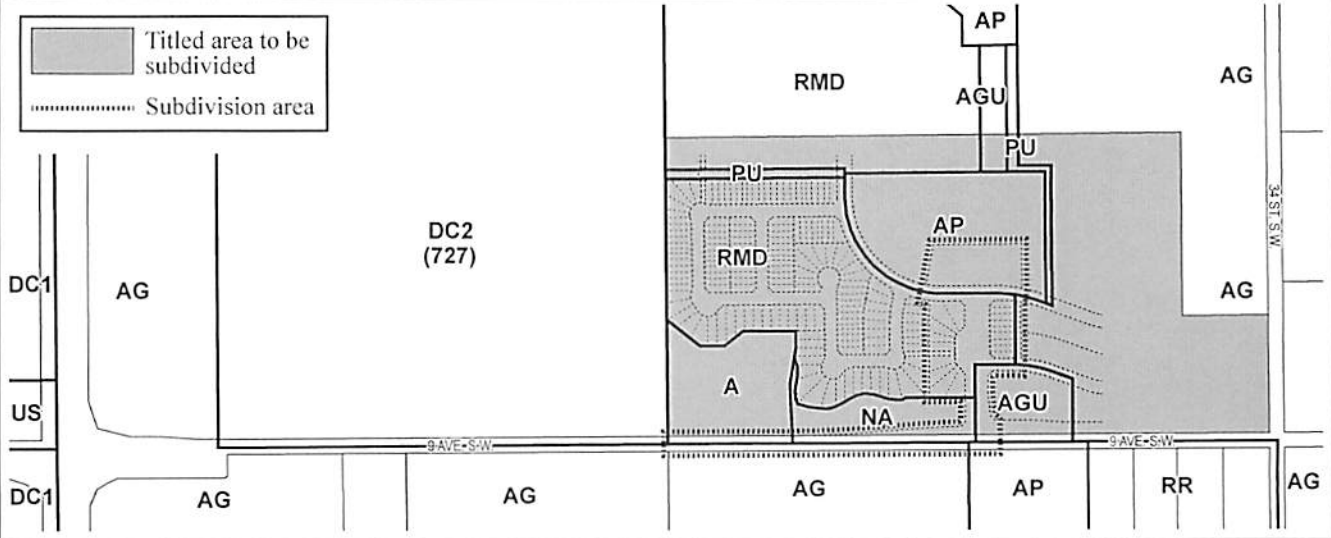 Titled area to be
subdivided
Subdivision area
AP
RMD
AG
AGU
PU
PU
34 ST. S.W.
DC2
(727)
AP
RMD
DC1
AG
AG
A
US
NA
AGU
9 AVE. S.W.
9 AVE. S.W.
DC1
AG
AG
AG
AP
RR
AG